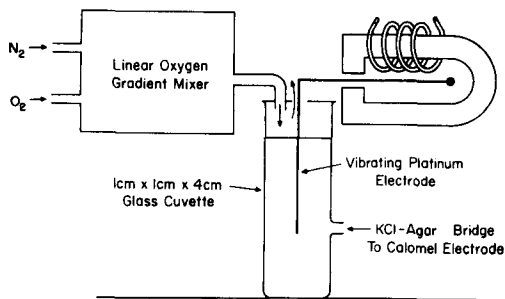 N₂
O₂
Linear Oxygen
Gradient Mixer
1cm x 1cm x 4cm
Glass Cuvette
Vibrating Platinum
Electrode
KCl-Agar Bridge
To Calomel Electrode